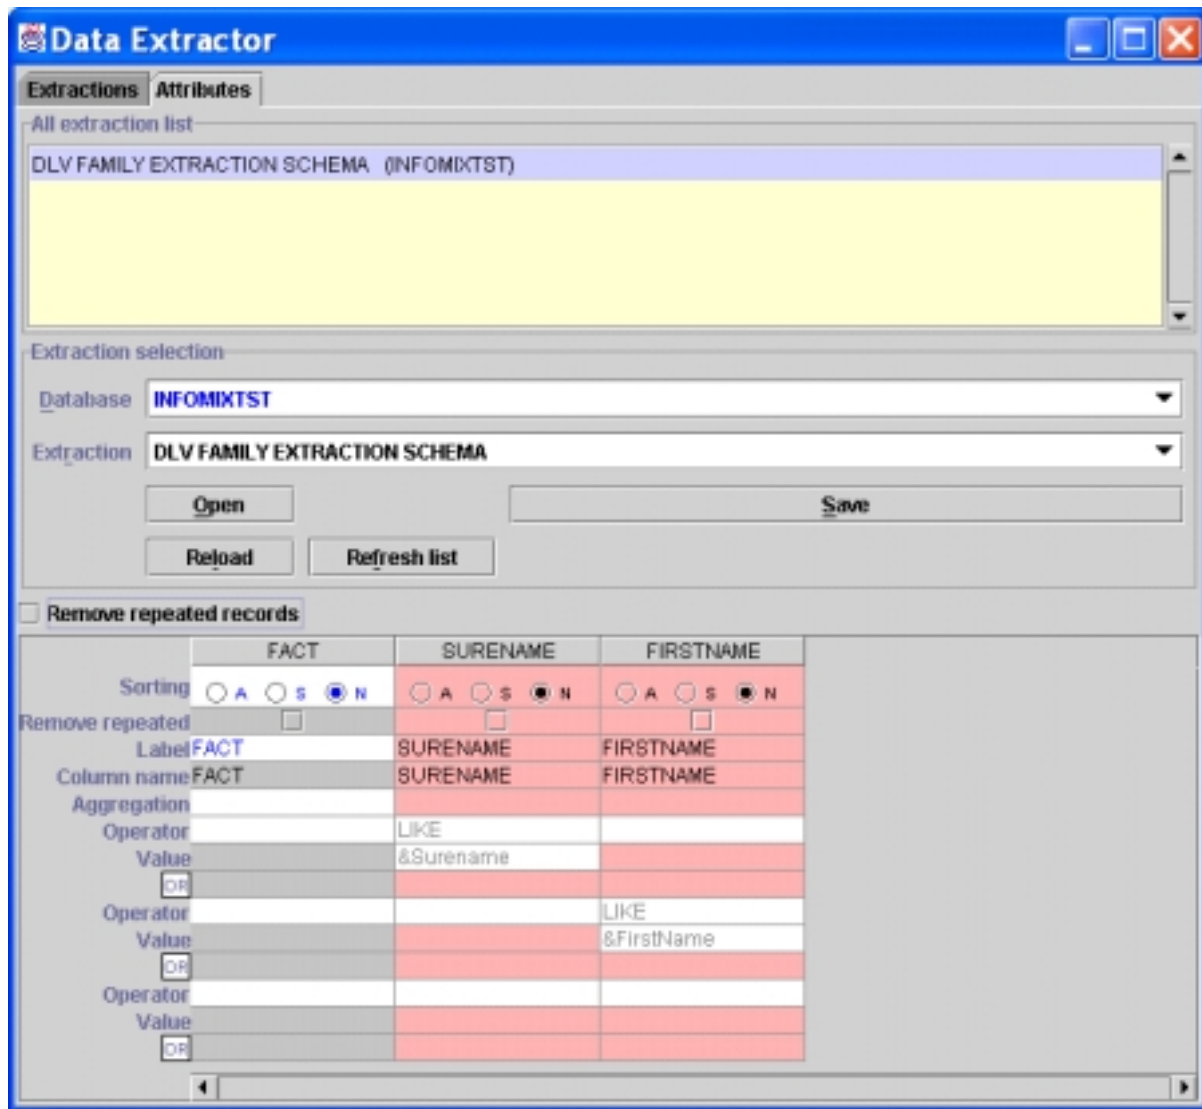 Data Extractor
Extractions Attributes
All extraction list
DLV FAMILY EXTRACTION SCHEMA (INFOMIXTST)
Extraction selection
Database INFOMIXTST
Extraction DLV FAMILY EXTRACTION SCHEMA
Open Save
Reload Refresh list
Remove repeated records
FACT SURENAME FIRSTNAME
Sorting A S N A S N A S N
Remove repeated
Label FACT SURENAME FIRSTNAME
Column name FACT SURENAME FIRSTNAME
Aggregation
Operator LIKE
Value &Surename
OR
Operator LIKE
Value &FirstName
OR
Operator
Value
OR